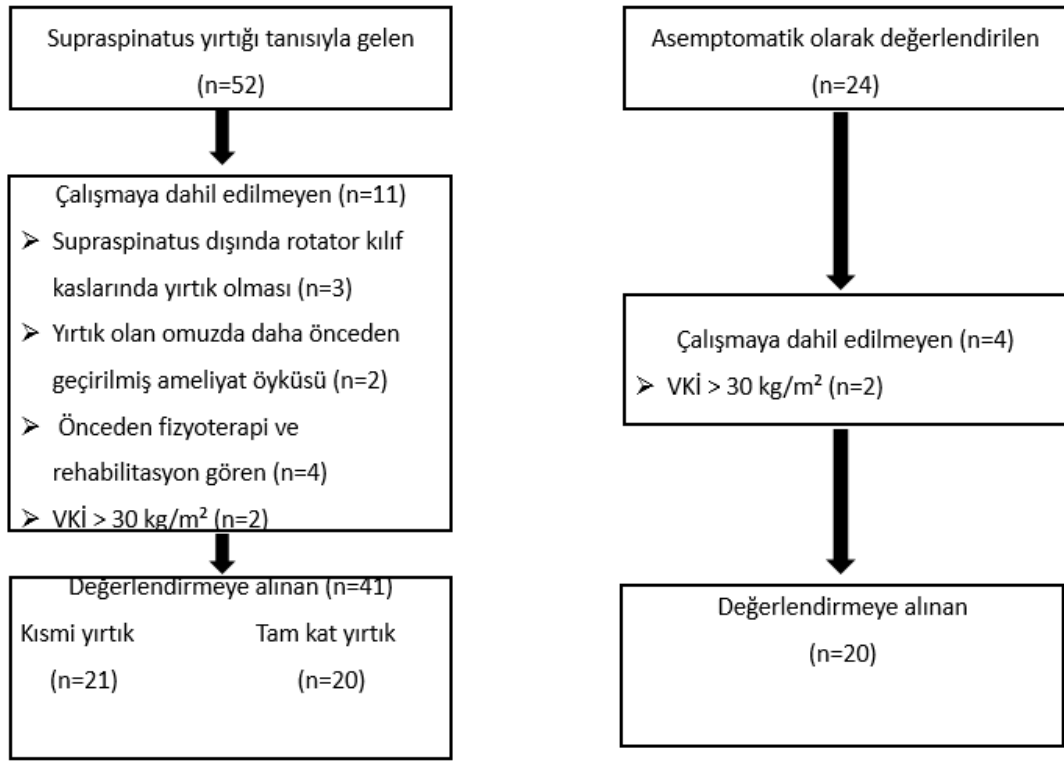 Supraspinatus yırtığı tanısıyla gelen
(n=52)
Çalışmaya dahil edilmeyen (n=11)
➢ Supraspinatus dışında rotator kılıf
kaslarında yırtık olması (n=3)
➢ Yırtık olan omuzda daha önceden
geçirilmiş ameliyat öyküsü (n=2)
➢ Önceden fizyoterapi ve
rehabilitasyon gören (n=4)
➢ VKİ > 30 kg/m² (n=2)
Değerlendirmeye alınan (n=41)
Kısmi yırtık Tam kat yırtık
(n=21) (n=20)
Asemptomatik olarak değerlendirilen
(n=24)
Çalışmaya dahil edilmeyen (n=4)
➢ VKİ > 30 kg/m² (n=2)
Değerlendirmeye alınan
(n=20)